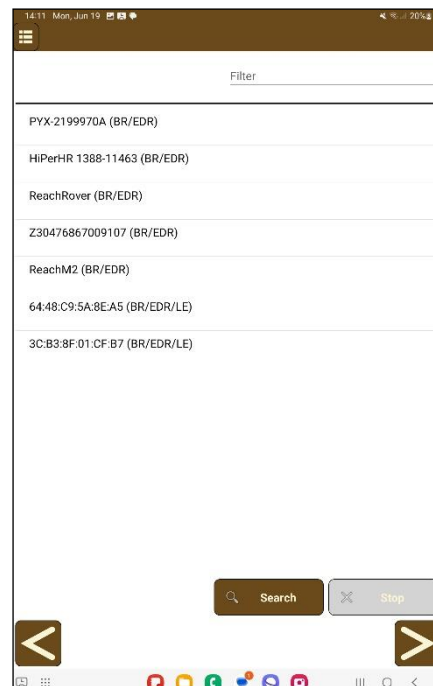 14:11 Mon, Jun 19
20%
Filter
PYX-2199970A (BR/EDR)
HiPerHR 1388-11463 (BR/EDR)
ReachRover (BR/EDR)
Z30476867009107 (BR/EDR)
ReachM2 (BR/EDR)
64:48:C9:5A:8E:A5 (BR/EDR/LE)
3C:B3:8F:01:CF:B7 (BR/EDR/LE)
Search
Stop